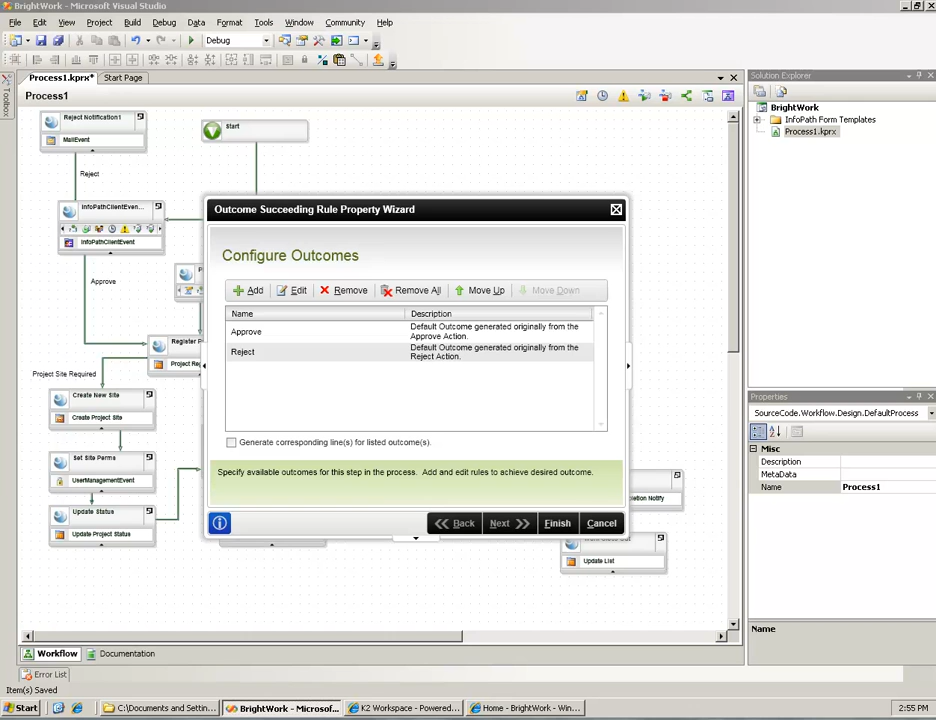 BrightWork - Microsoft Visual Studio
File Edit View Project Build Debug Data Format Tools Window Community Help
Debug
Toolbox
Process1.kprx* Start Page
Process1
Reject Notification1
MailEvent
Start
Reject
InfoPathClientEven...
InfoPathClientEvent
Approve
Register P
Project Re
Project Site Required
Create New Site
Create Project Site
Set Site Perms
UserManagementEvent
Update Status
Update Project Status
Outcome Succeeding Rule Property Wizard
Configure Outcomes
Add Edit Remove Remove All Move Up Move Down
Name Description
Approve Default Outcome generated originally from the
Approve Action.
Reject Default Outcome generated originally from the
Reject Action.
Generate corresponding line(s) for listed outcome(s).
Specify available outcomes for this step in the process. Add and edit rules to achieve desired outcome.
Back Next Finish Cancel
letion Notify
Update List
Solution Explorer
BrightWork
InfoPath Form Templates
Process1.kprx
Properties
SourceCode.Workflow.Design.DefaultProcess
Misc
Description
MetaData
Name Process1
Name
Workflow Documentation
Error List
Item(s) Saved
Start C:\Documents and Settin... BrightWork - Microsof... K2 Workspace - Powered... Home - BrightWork - Win... 2:55 PM